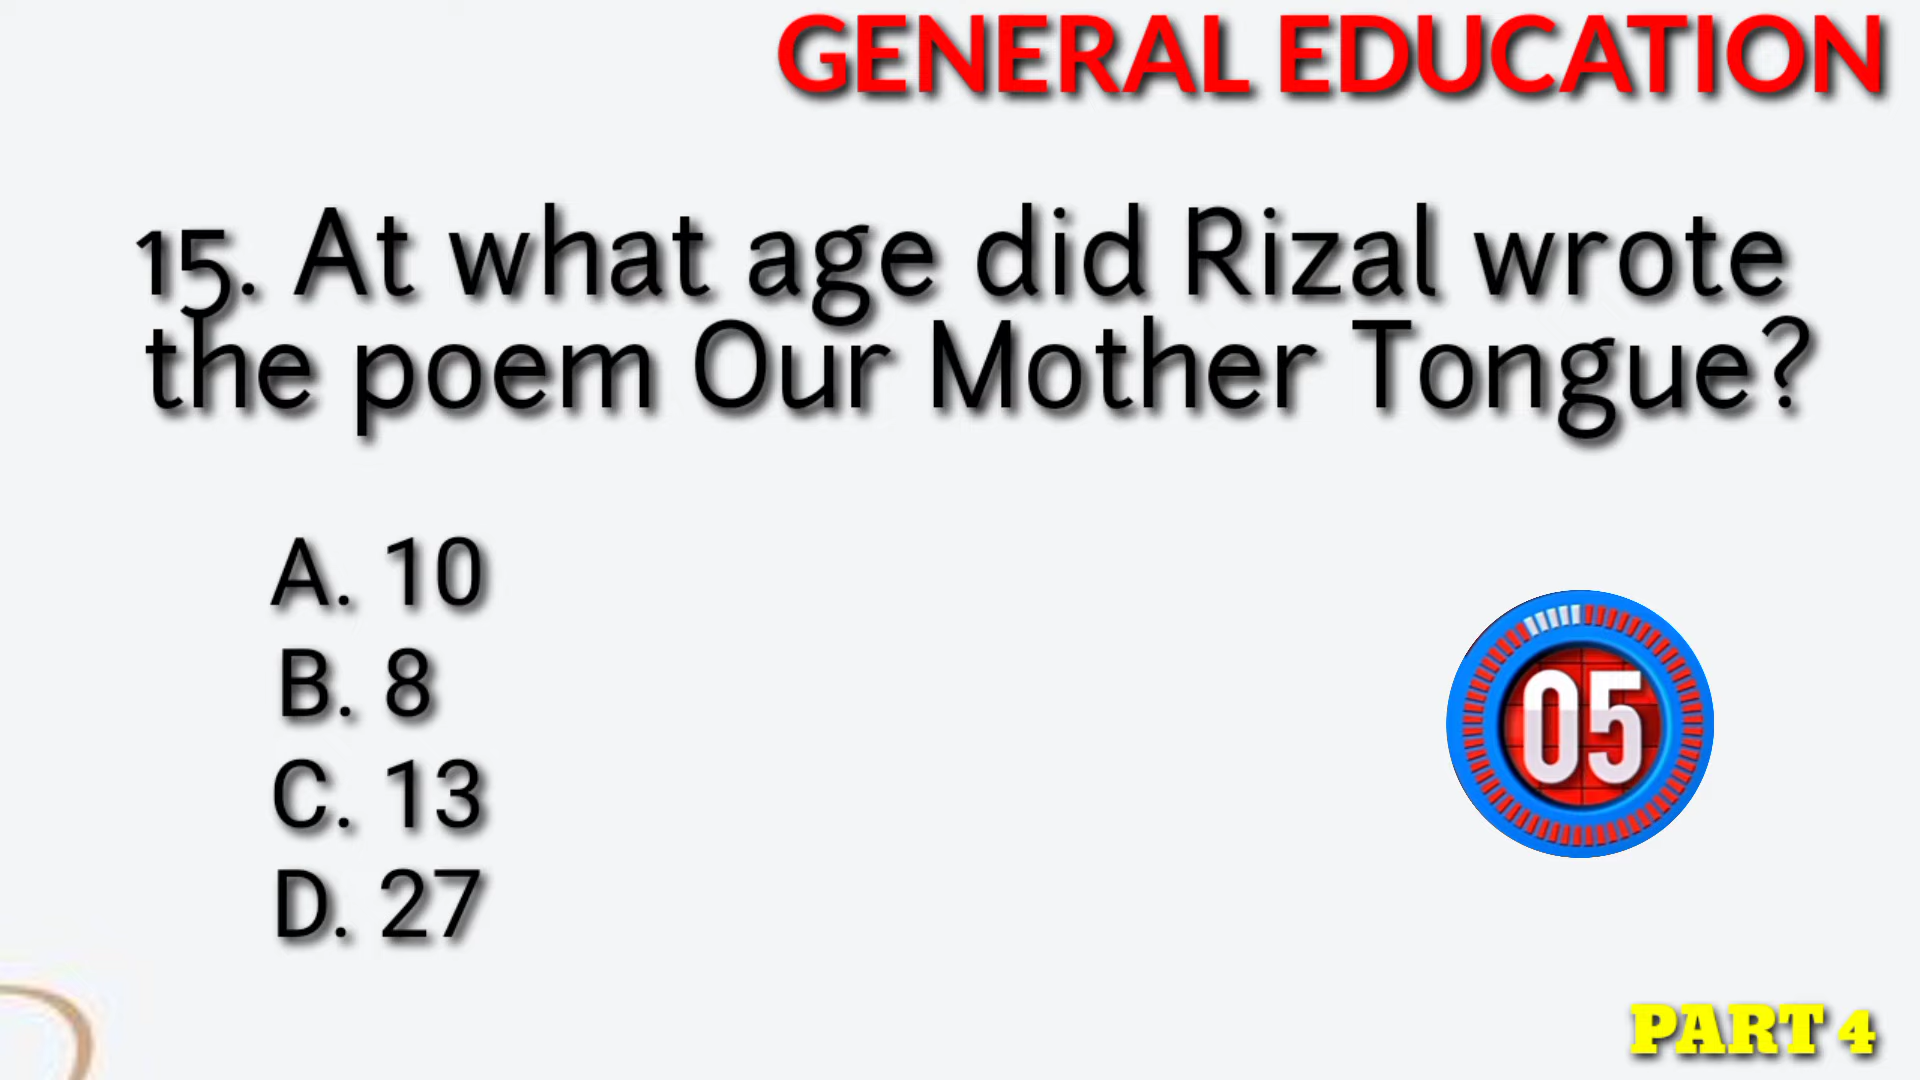 GENERAL EDUCATION
15. At what age did Rizal wrote
the poem Our Mother Tongue?
A. 10
B. 8
C. 13
D. 27
05
PART 4